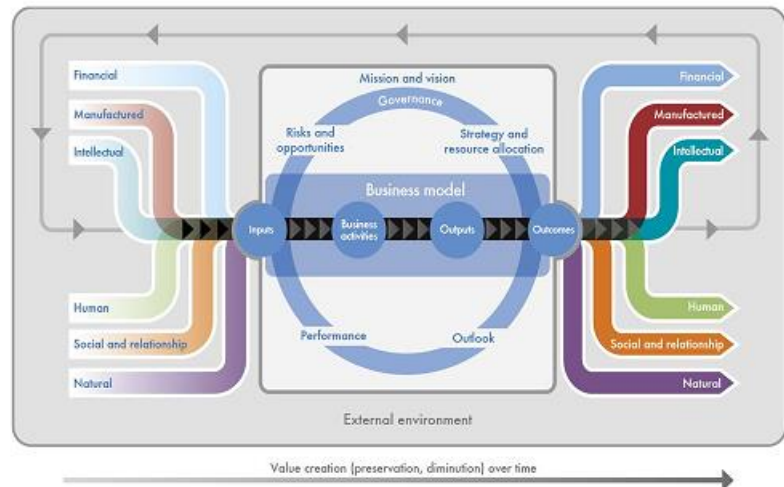 Financial
Manufactured
Intellectual
Human
Social and relationship
Natural
Mission and vision
Governance
Risks and
opportunities
Strategy and
resource allocation
Business model
Inputs
Business
activities
Outputs
Outcomes
Performance
Outlook
Financial
Manufactured
Intellectual
Human
Social and relationship
Natural
External environment
Value creation (preservation, diminution) over time